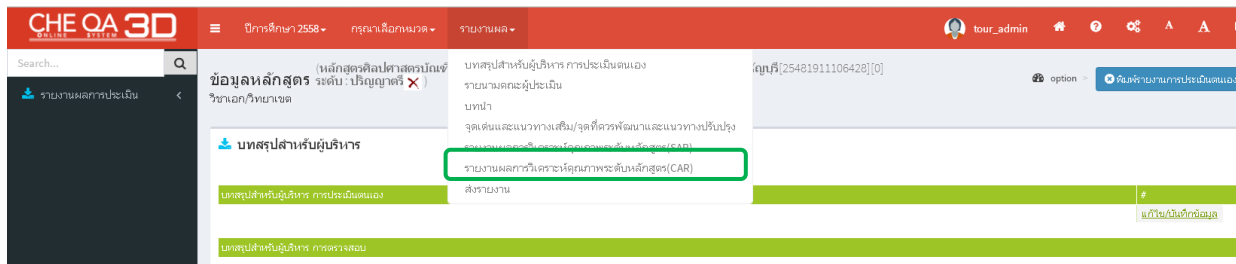 CHE QA 3D
ONLINE SYSTEM
ปีการศึกษา 2558
กรุณาเลือกหมวด
รายงานผล
tour_admin
A
A
Search...
รายงานผลการประเมิน
ข้อมูลหลักสูตร (หลักสูตรศิลปศาสตรบัณฑ
[25481911106428][0]
ระดับ : ปริญญาตรี )
วิชาเอก/วิทยาเขต
option
พิมพ์รายงานการประเมินตนเอง
บทสรุปสำหรับผู้บริหาร การประเมินตนเอง
รายนามคณะผู้ประเมิน
บทนำ
จุดเด่นและแนวทางเสริม/จุดที่ควรพัฒนาและแนวทางปรับปรุง
รายงานผลการวิเคราะห์คุณภาพระดับหลักสูตร(SAR)
รายงานผลการวิเคราะห์คุณภาพระดับหลักสูตร(CAR)
ส่งรายงาน
บทสรุปสำหรับผู้บริหาร
บทสรุปสำหรับผู้บริหาร การประเมินตนเอง
#
แก้ไข/บันทึกข้อมูล
บทสรุปสำหรับผู้บริหาร การตรวจสอบ